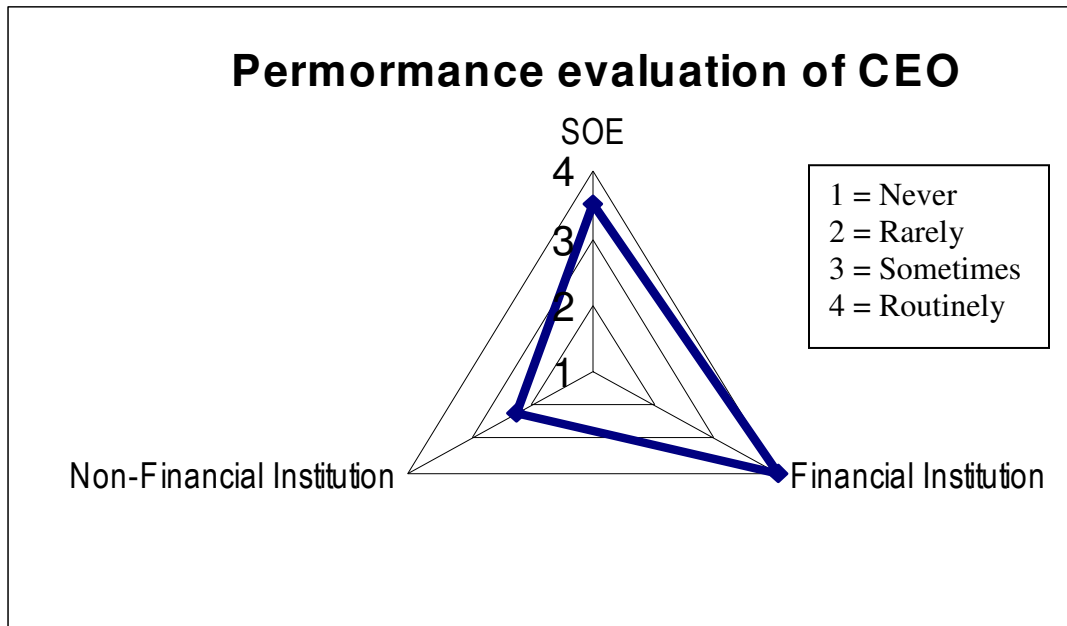 Permormance evaluation of CEO
SOE
4
3
2
1
1 = Never
2 = Rarely
3 = Sometimes
4 = Routinely
Non-Financial Institution
Financial Institution